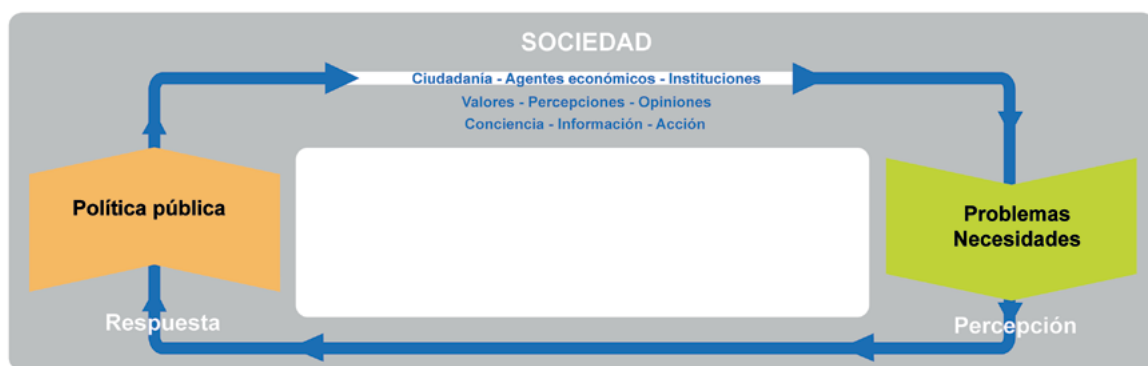 SOCIEDAD
Ciudadanía - Agentes económicos - Instituciones
Valores - Percepciones - Opiniones
Conciencia - Información - Acción
Política pública
Problemas
Necesidades
Respuesta
Percepción